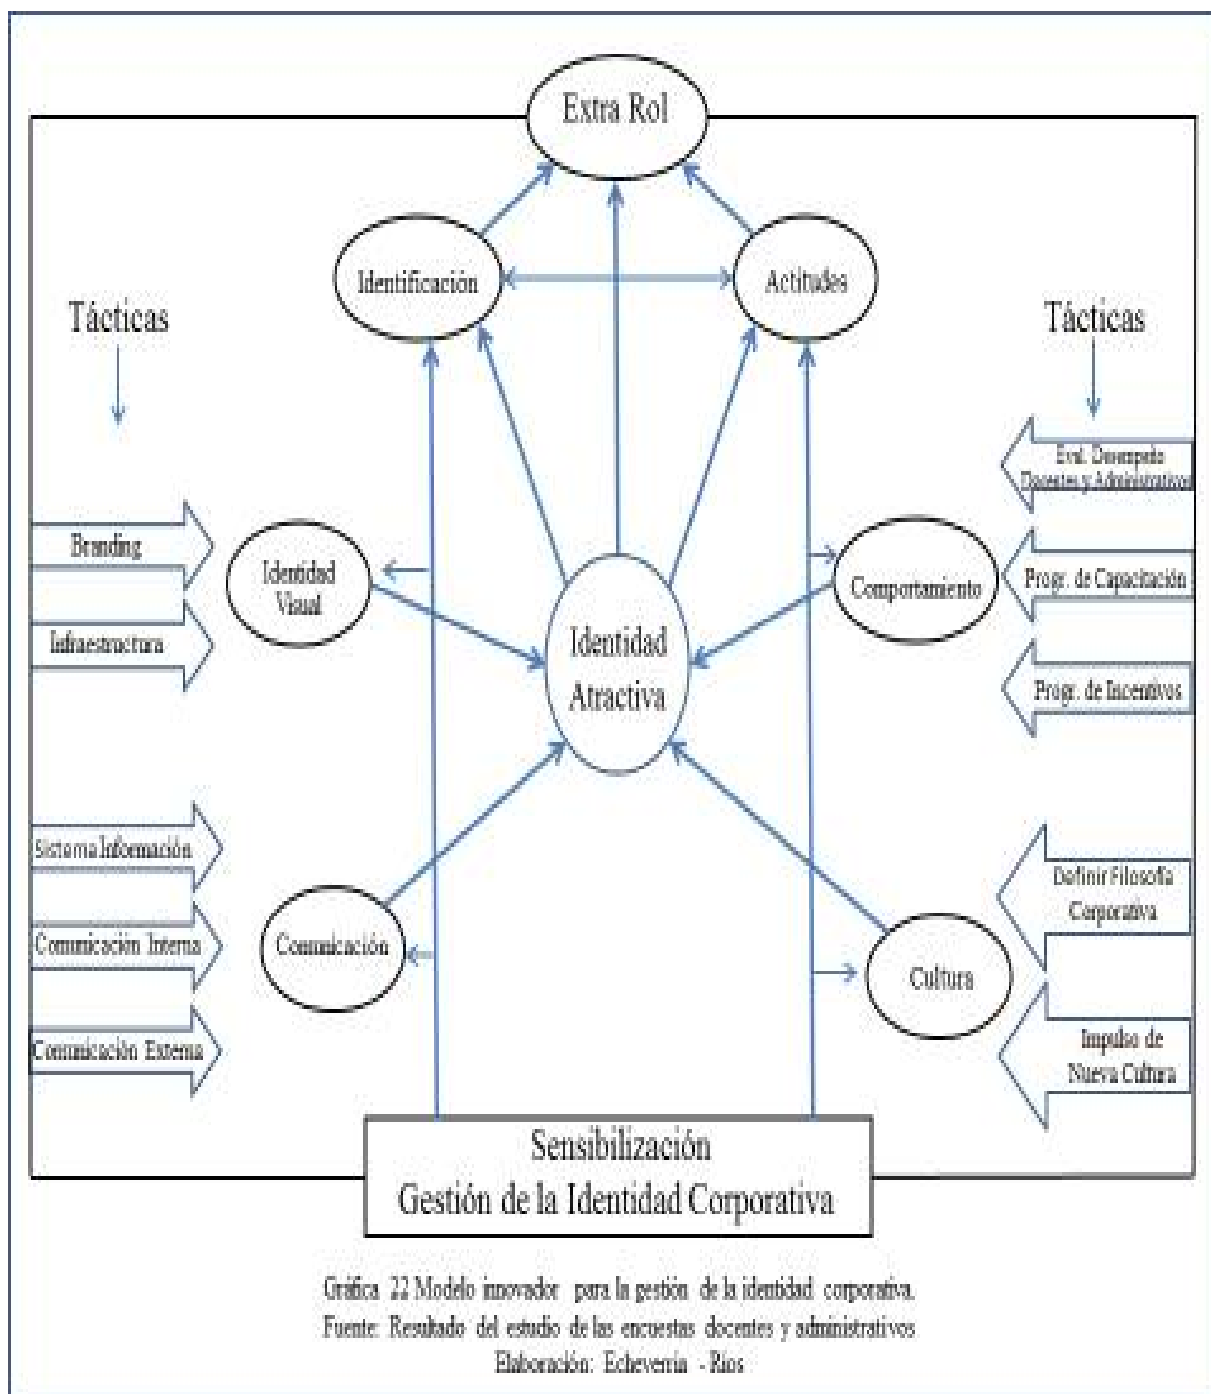 Extra Rol
Identificación
Actitudes
Tácticas
Tácticas
Eval. Desempeño
Docentes y Administrativos
Branding
Identidad
Visual
Comportamiento
Progr. de Capacitación
Infraestructura
Identidad
Atractiva
Progr. de Incentivos
Sistema Información
Comunicación Interna
Comunicación Externa
Comunicación
Cultura
Definir Filosofía
Corporativa
Impulso de
Nueva Cultura
Sensibilización
Gestión de la Identidad Corporativa
Gráfica 22 Modelo innovador para la gestión de la identidad corporativa.
Fuente: Resultado del estudio de las encuestas docentes y administrativos
Elaboración: Echeverría - Rios